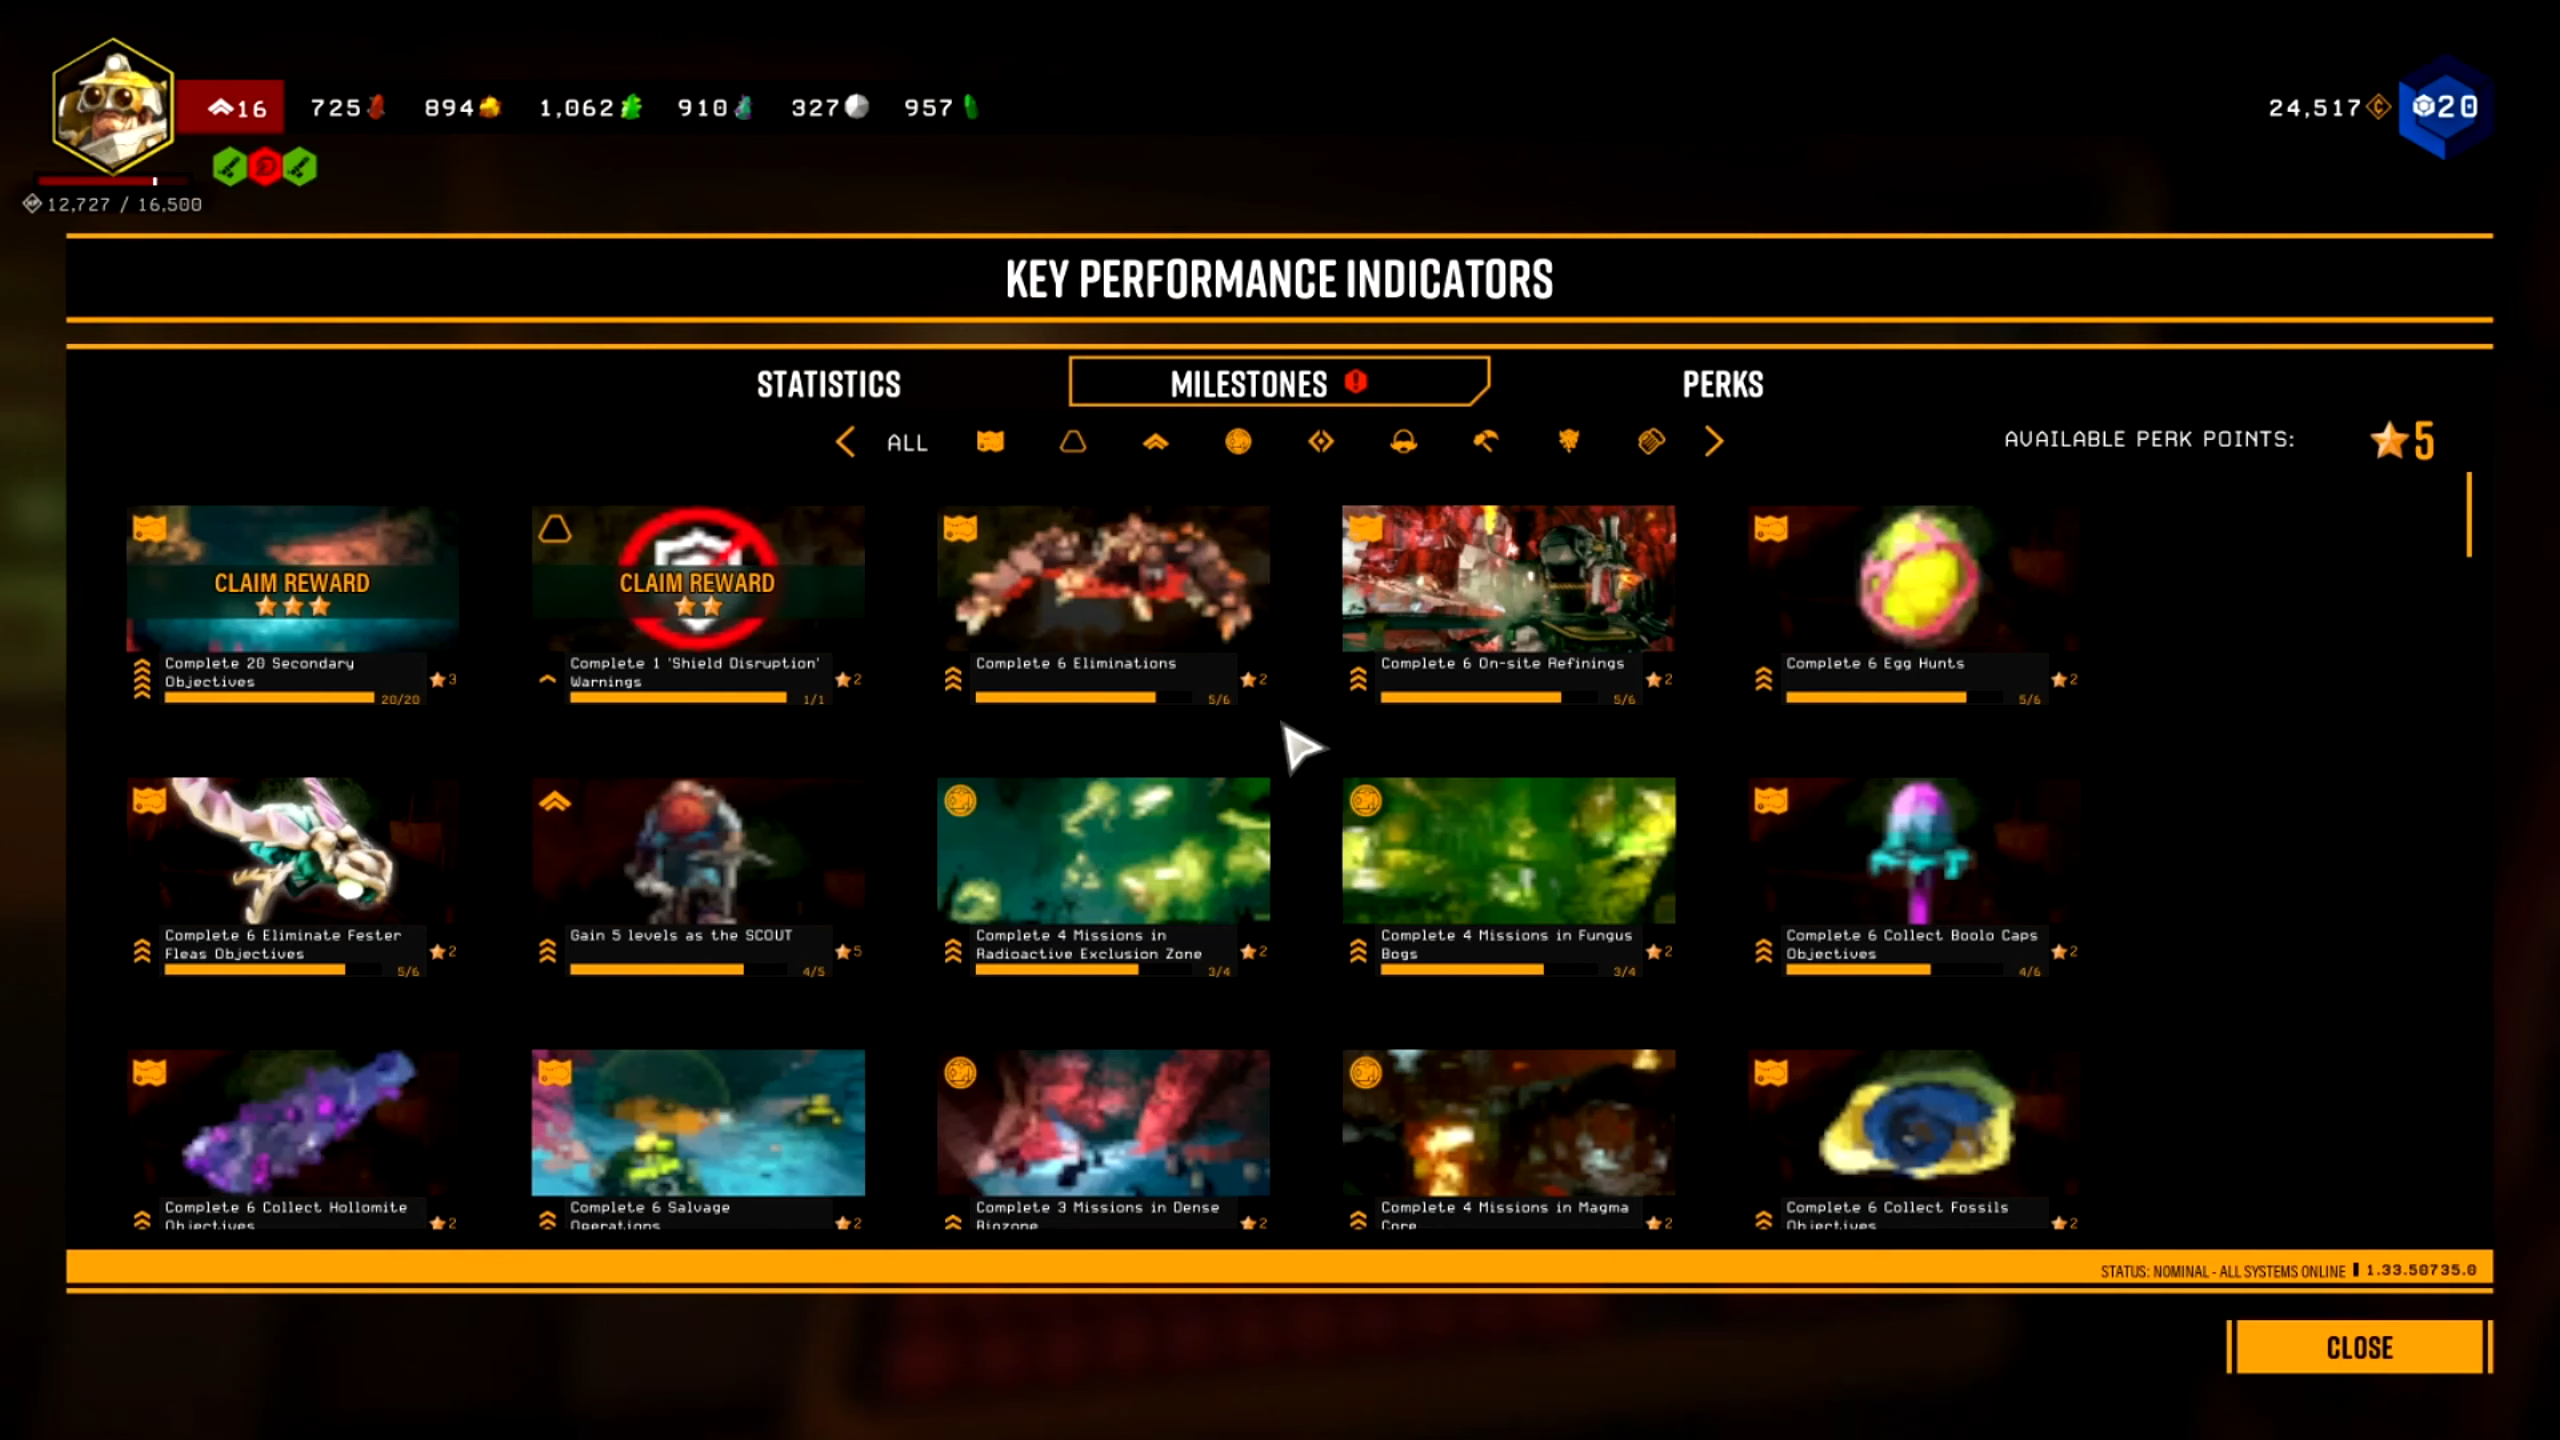 16 725 894 1,062 910 327 957 24,517 20
12,727 / 16,500
KEY PERFORMANCE INDICATORS
STATISTICS MILESTONES PERKS
ALL AVAILABLE PERK POINTS: 5
CLAIM REWARD
Complete 20 Secondary
Objectives
3
20/20
CLAIM REWARD
Complete 1 'Shield Disruption'
Warnings
2
1/1
Complete 6 Eliminations
2
5/6
Complete 6 On-site Refinings
2
5/6
Complete 6 Egg Hunts
2
5/6
Complete 6 Eliminate Fester
Fleas Objectives
2
5/6
Gain 5 levels as the SCOUT
5
4/5
Complete 4 Missions in
Radioactive Exclusion Zone
2
3/4
Complete 4 Missions in Fungus
Bogs
2
3/4
Complete 6 Collect Boolo Caps
Objectives
2
4/6
Complete 6 Collect Hollomite
Objectives
2
Complete 6 Salvage
Operations
2
Complete 3 Missions in Dense
Biozone
2
Complete 4 Missions in Magma
Core
2
Complete 6 Collect Fossils
Objectives
2
STATUS: NOMINAL - ALL SYSTEMS ONLINE 1.33.50735.0
CLOSE